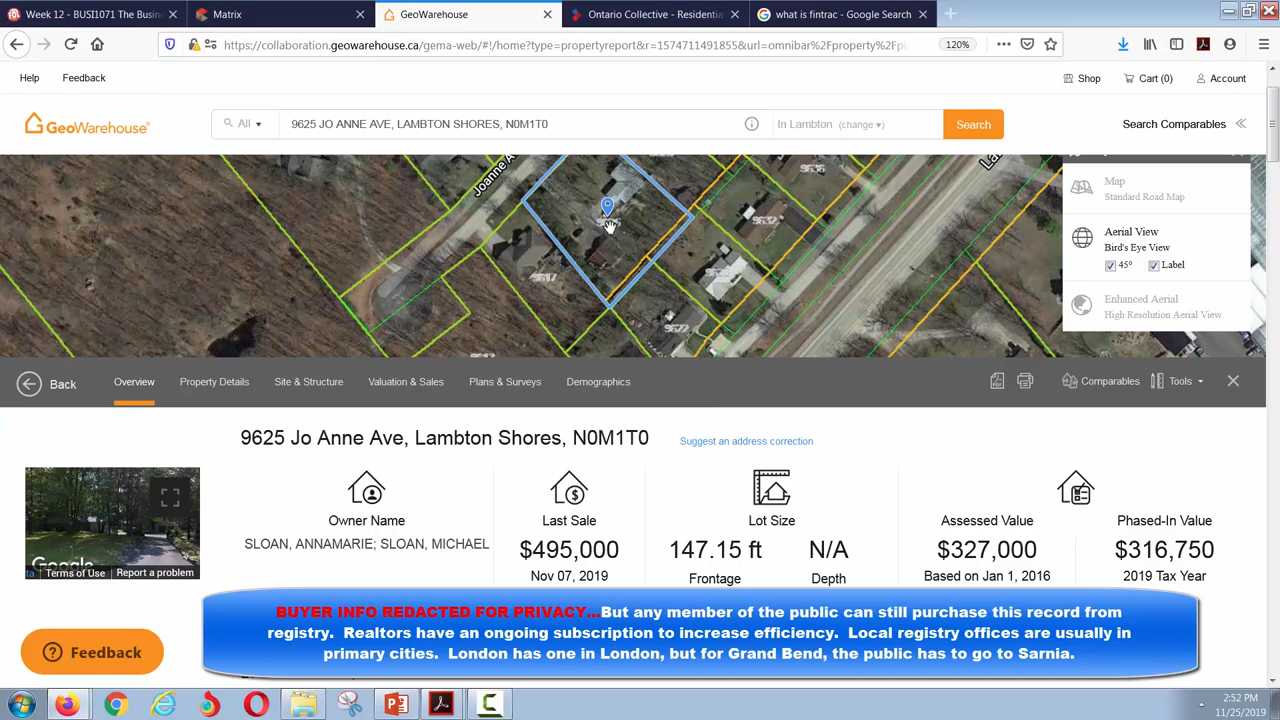 Week 12 - BUSI1071 The Busin
Matrix
GeoWarehouse
Ontario Collective - Residentia
what is fintrac - Google Search
https://collaboration.geowarehouse.ca/gema-web/#!/home?type=propertyreport&r=1574711491855&url=omnibar%2Fproperty%2Fp
120%
Help
Feedback
Shop
Cart (0)
Account
GeoWarehouse
All
9625 JO ANNE AVE, LAMBTON SHORES, N0M1T0
In Lambton (change)
Search
Search Comparables
Joanne A
La
9636
9632
9617
9622
Map
Standard Road Map
Aerial View
Bird's Eye View
45°
Label
Enhanced Aerial
High Resolution Aerial View
Back
Overview
Property Details
Site & Structure
Valuation & Sales
Plans & Surveys
Demographics
PDF
Comparables
Tools
9625 Jo Anne Ave, Lambton Shores, N0M1T0
Suggest an address correction
Owner Name
SLOAN, ANNAMARIE; SLOAN, MICHAEL
Last Sale
$495,000
Nov 07, 2019
Lot Size
147.15 ft
Frontage
N/A
Depth
Assessed Value
$327,000
Based on Jan 1, 2016
Phased-In Value
$316,750
2019 Tax Year
Google
ta
Terms of Use
Report a problem
BUYER INFO REDACTED FOR PRIVACY...But any member of the public can still purchase this record from
registry. Realtors have an ongoing subscription to increase efficiency. Local registry offices are usually in
primary cities. London has one in London, but for Grand Bend, the public has to go to Sarnia.
Feedback
2:52 PM
11/25/2019